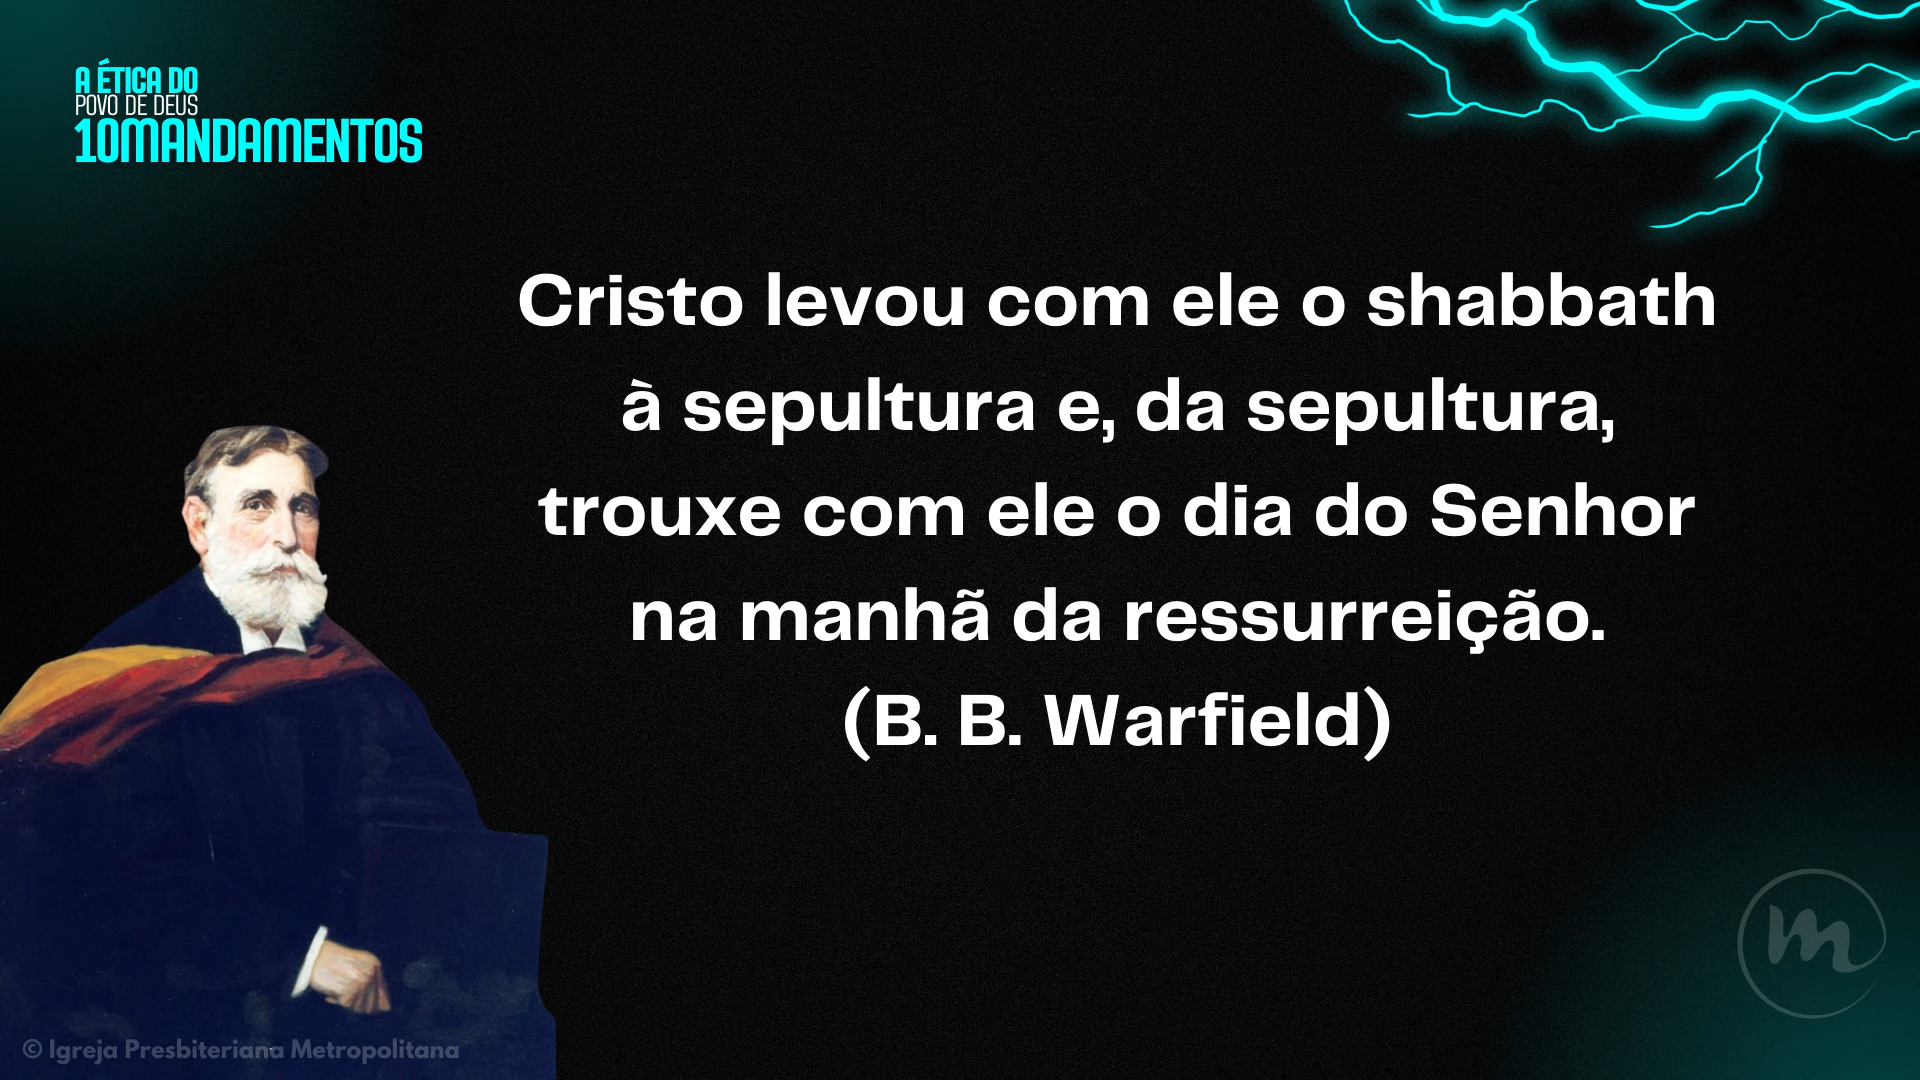 A ÉTICA DO
POVO DE DEUS
10MANDAMENTOS
Cristo levou com ele o shabbath
à sepultura e, da sepultura,
trouxe com ele o dia do Senhor
na manhã da ressurreição.
(B. B. Warfield)
m
© Igreja Presbiteriana Metropolitana